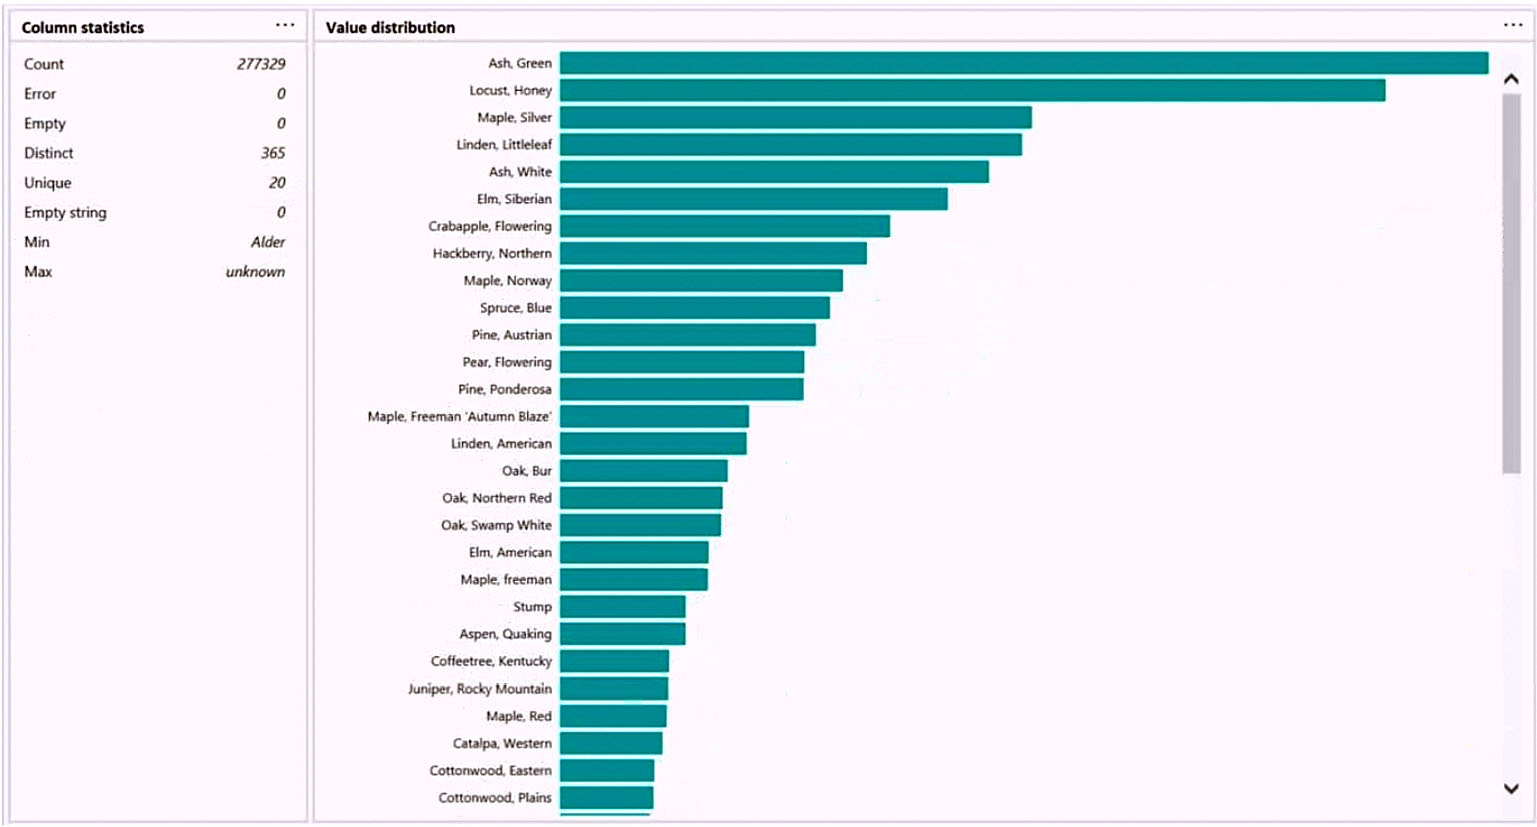 Column statistics
...
Count 277329
Error 0
Empty 0
Distinct 365
Unique 20
Empty string 0
Min Alder
Max unknown
Value distribution
...
Ash, Green
Locust, Honey
Maple, Silver
Linden, Littleleaf
Ash, White
Elm, Siberian
Crabapple, Flowering
Hackberry, Northern
Maple, Norway
Spruce, Blue
Pine, Austrian
Pear, Flowering
Pine, Ponderosa
Maple, Freeman 'Autumn Blaze'
Linden, American
Oak, Bur
Oak, Northern Red
Oak, Swamp White
Elm, American
Maple, freeman
Stump
Aspen, Quaking
Coffeetree, Kentucky
Juniper, Rocky Mountain
Maple, Red
Catalpa, Western
Cottonwood, Eastern
Cottonwood, Plains